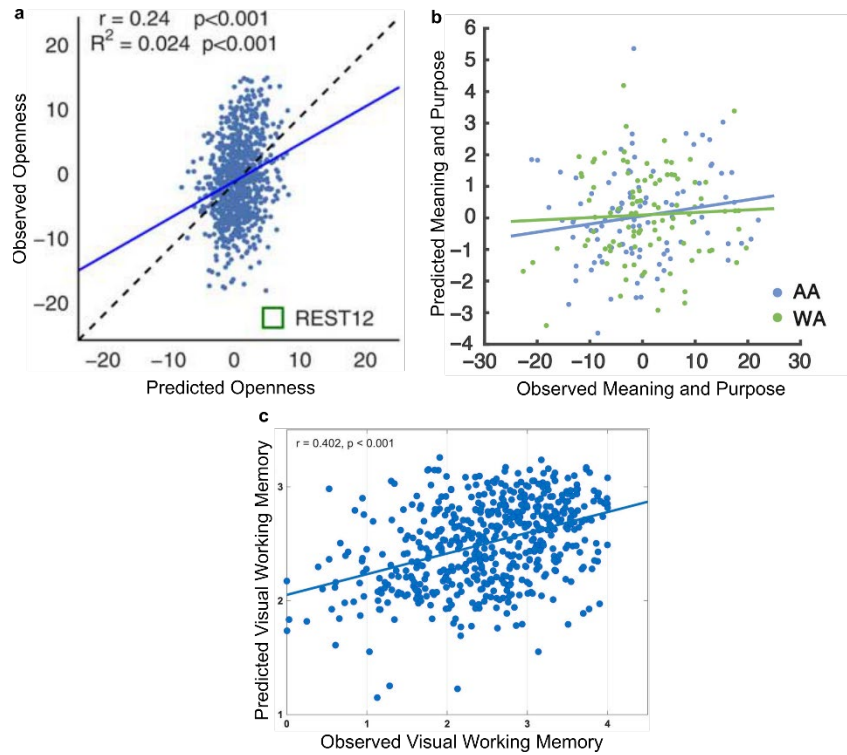 a
r = 0.24 p<0.001
R² = 0.024 p<0.001
20
10
0
−10
−20
Observed Openness
REST12
−20 −10 0 10 20
Predicted Openness
b
6
5
4
3
2
1
0
−1
−2
−3
−4
Predicted Meaning and Purpose
AA
WA
−30 −20 −10 0 10 20 30
Observed Meaning and Purpose
c
r = 0.402, p < 0.001
3
2
1
Predicted Visual Working Memory
0 1 2 3 4
Observed Visual Working Memory